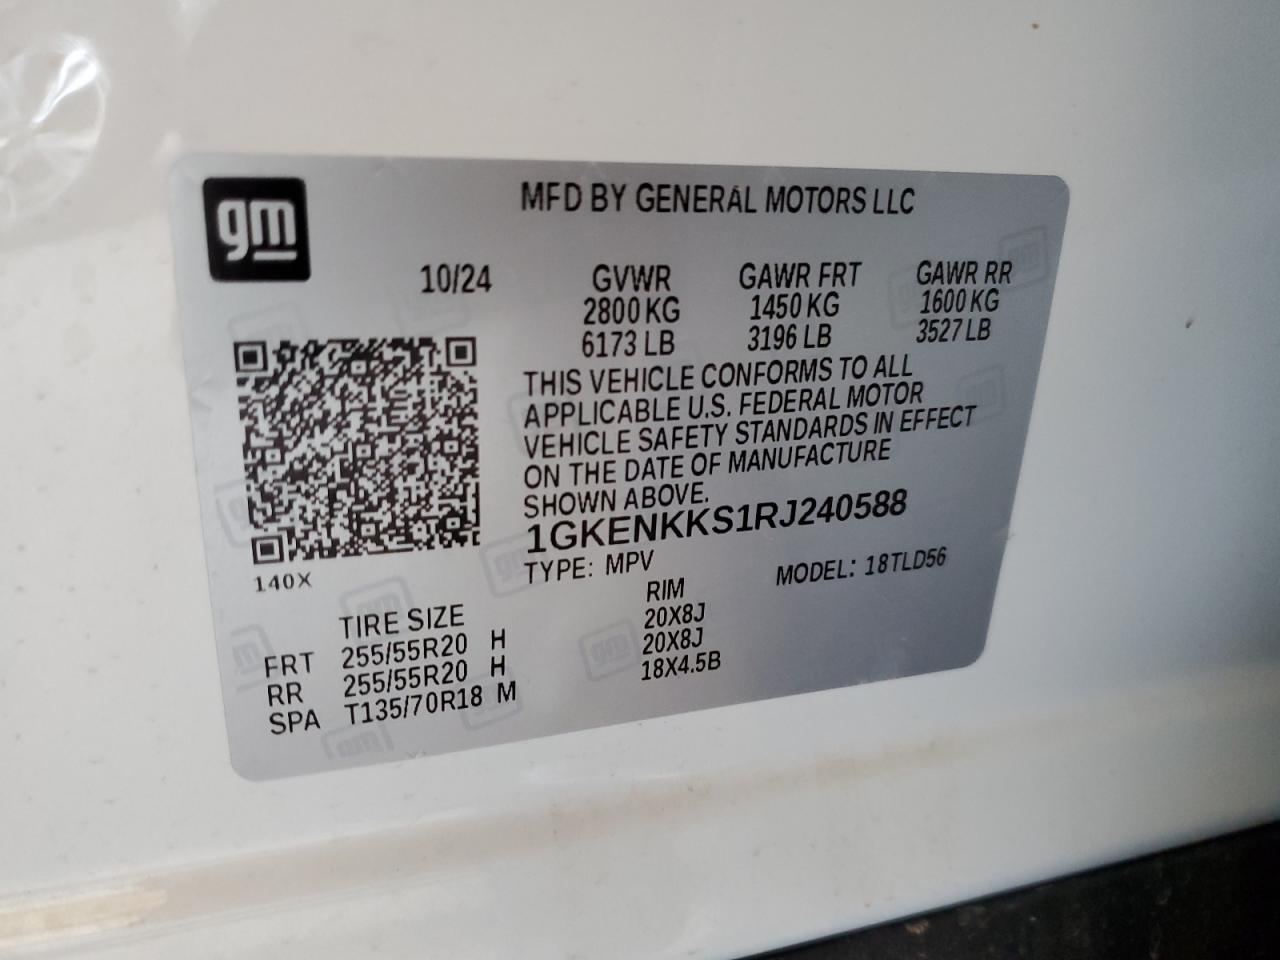 gm
MFD BY GENERAL MOTORS LLC
10/24 GVWR GAWR FRT GAWR RR
2800 KG 1450 KG 1600 KG
6173 LB 3196 LB 3527 LB
THIS VEHICLE CONFORMS TO ALL
APPLICABLE U.S. FEDERAL MOTOR
VEHICLE SAFETY STANDARDS IN EFFECT
ON THE DATE OF MANUFACTURE
SHOWN ABOVE.
1GKENKKS1RJ240588
TYPE: MPV MODEL: 18TLD56
140X
TIRE SIZE RIM
FRT 255/55R20 H 20X8J
RR 255/55R20 H 20X8J
SPA T135/70R18 M 18X4.5B